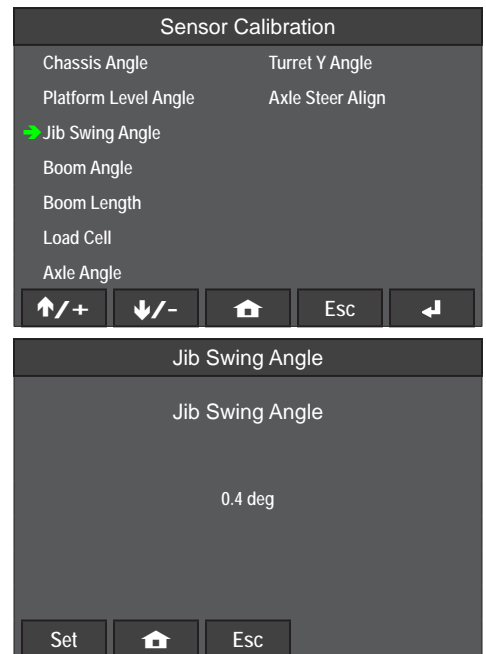 Sensor Calibration
Chassis Angle
Platform Level Angle
Jib Swing Angle
Boom Angle
Boom Length
Load Cell
Axle Angle
Turret Y Angle
Axle Steer Align
↑/+ ↓/- Esc ↵
Jib Swing Angle
Jib Swing Angle
0.4 deg
Set Esc